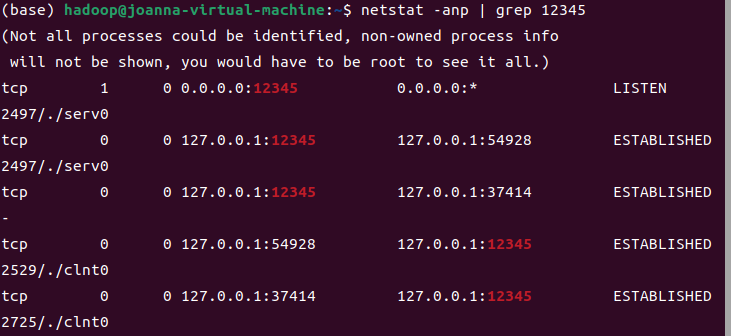 (base) hadoop@joanna-virtual-machine:~$ netstat -anp | grep 12345
(Not all processes could be identified, non-owned process info
 will not be shown, you would have to be root to see it all.)
tcp        1      0 0.0.0.0:12345           0.0.0.0:*               LISTEN
2497/./serv0
tcp        0      0 127.0.0.1:12345         127.0.0.1:54928         ESTABLISHED
2497/./serv0
tcp        0      0 127.0.0.1:12345         127.0.0.1:37414         ESTABLISHED
-
tcp        0      0 127.0.0.1:54928         127.0.0.1:12345         ESTABLISHED
2529/./clnt0
tcp        0      0 127.0.0.1:37414         127.0.0.1:12345         ESTABLISHED
2725/./clnt0